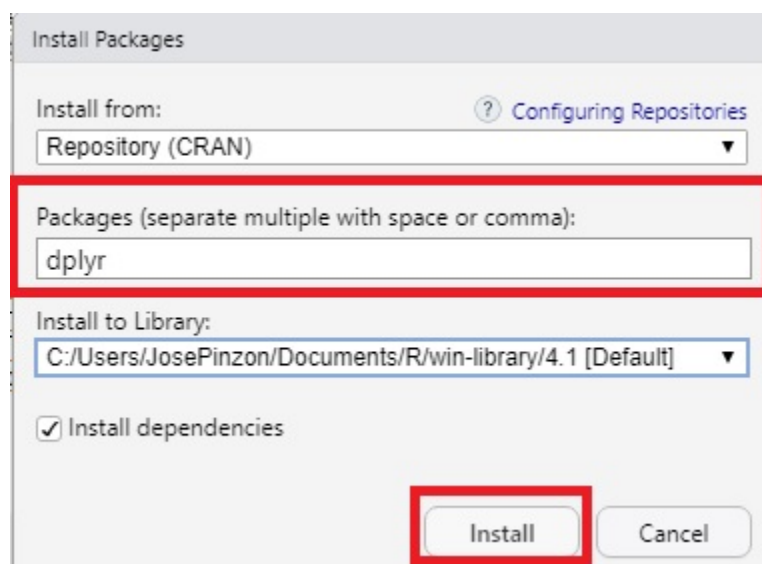 Install Packages
Install from:
? Configuring Repositories
Repository (CRAN)
Packages (separate multiple with space or comma):
dplyr
Install to Library:
C:/Users/JosePinzon/Documents/R/win-library/4.1 [Default]
Install dependencies
Install
Cancel